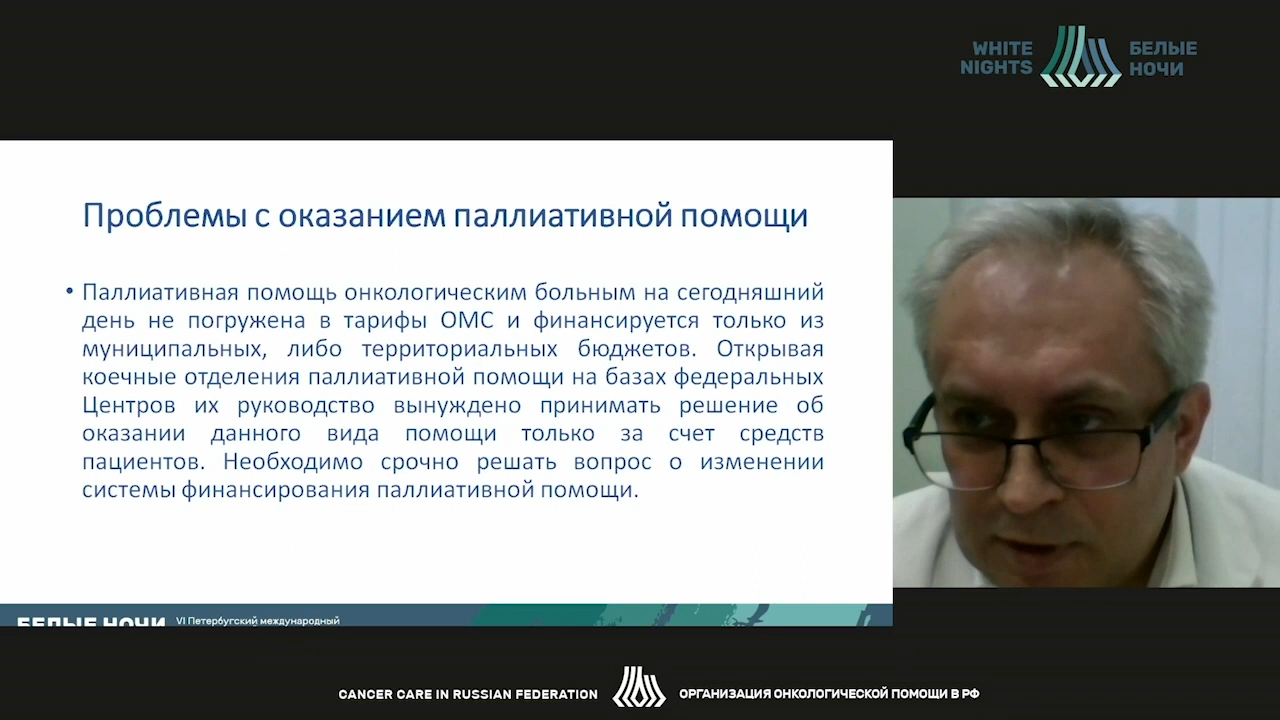 WHITE
NIGHTS
БЕЛЫЕ
НОЧИ
Проблемы с оказанием паллиативной помощи
• Паллиативная помощь онкологическим больным на сегодняшний
день не погружена в тарифы ОМС и финансируется только из
муниципальных, либо территориальных бюджетов. Открывая
коечные отделения паллиативной помощи на базах федеральных
Центров их руководство вынуждено принимать решение об
оказании данного вида помощи только за счет средств
пациентов. Необходимо срочно решать вопрос о изменении
системы финансирования паллиативной помощи.
БЕЛЫЕ НОЧИ VI Петербургский международный
CANCER CARE IN RUSSIAN FEDERATION
ОРГАНИЗАЦИЯ ОНКОЛОГИЧЕСКОЙ ПОМОЩИ В РФ